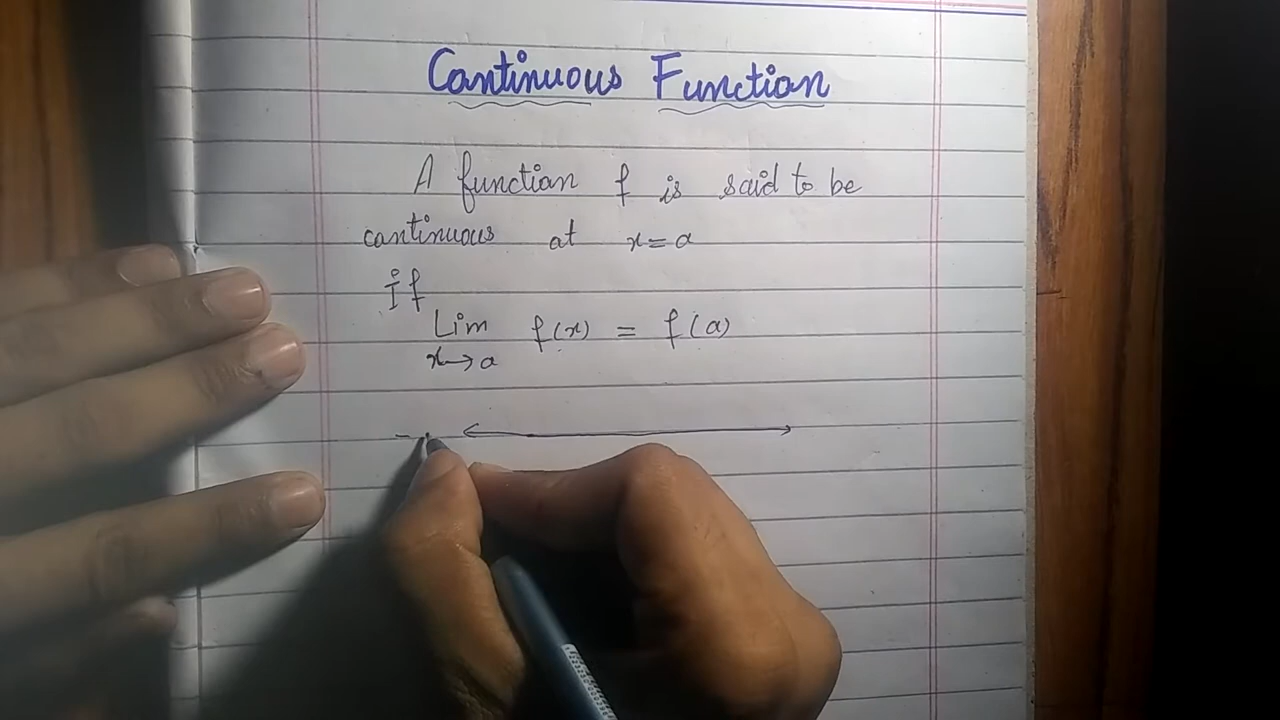 Continuous Function
A function f is said to be
continuous at x=a
If
Lim f(x) = f(a)
x→a